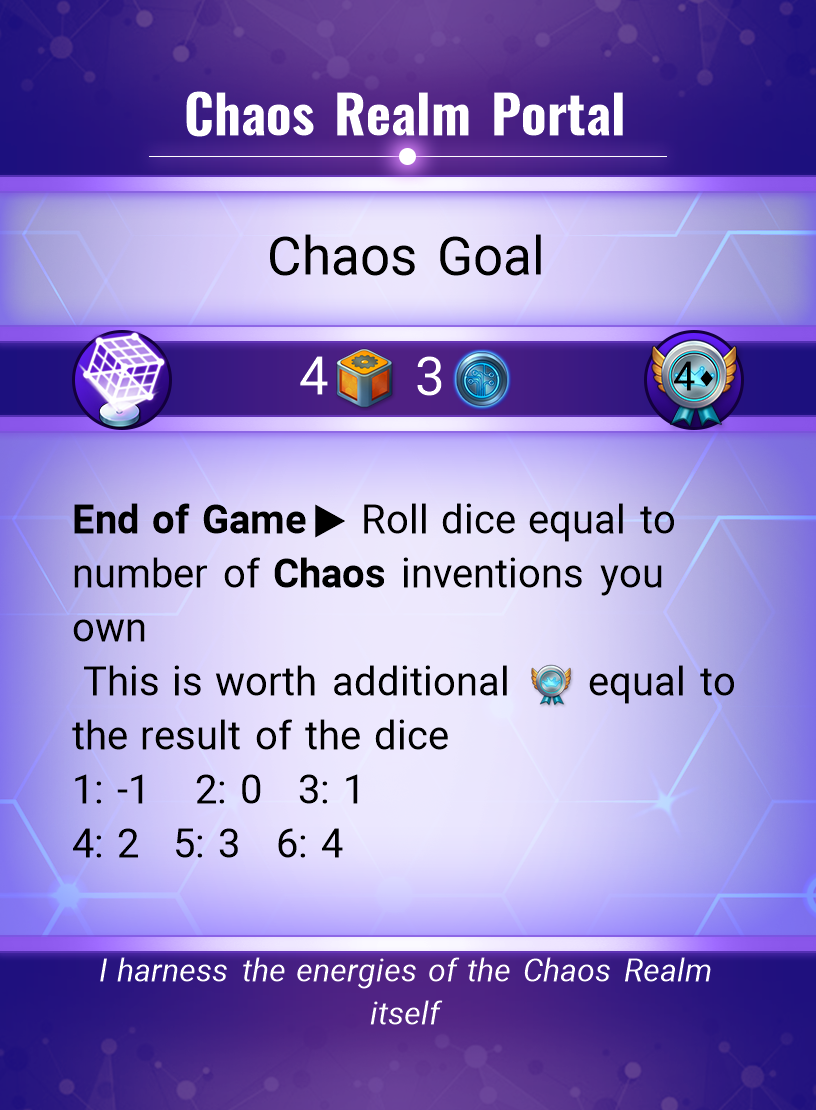 Chaos Realm Portal
Chaos Goal
4 3 4♦
End of Game▶ Roll dice equal to
number of Chaos inventions you
own
This is worth additional equal to
the result of the dice
1: -1 2: 0 3: 1
4: 2 5: 3 6: 4
I harness the energies of the Chaos Realm
itself